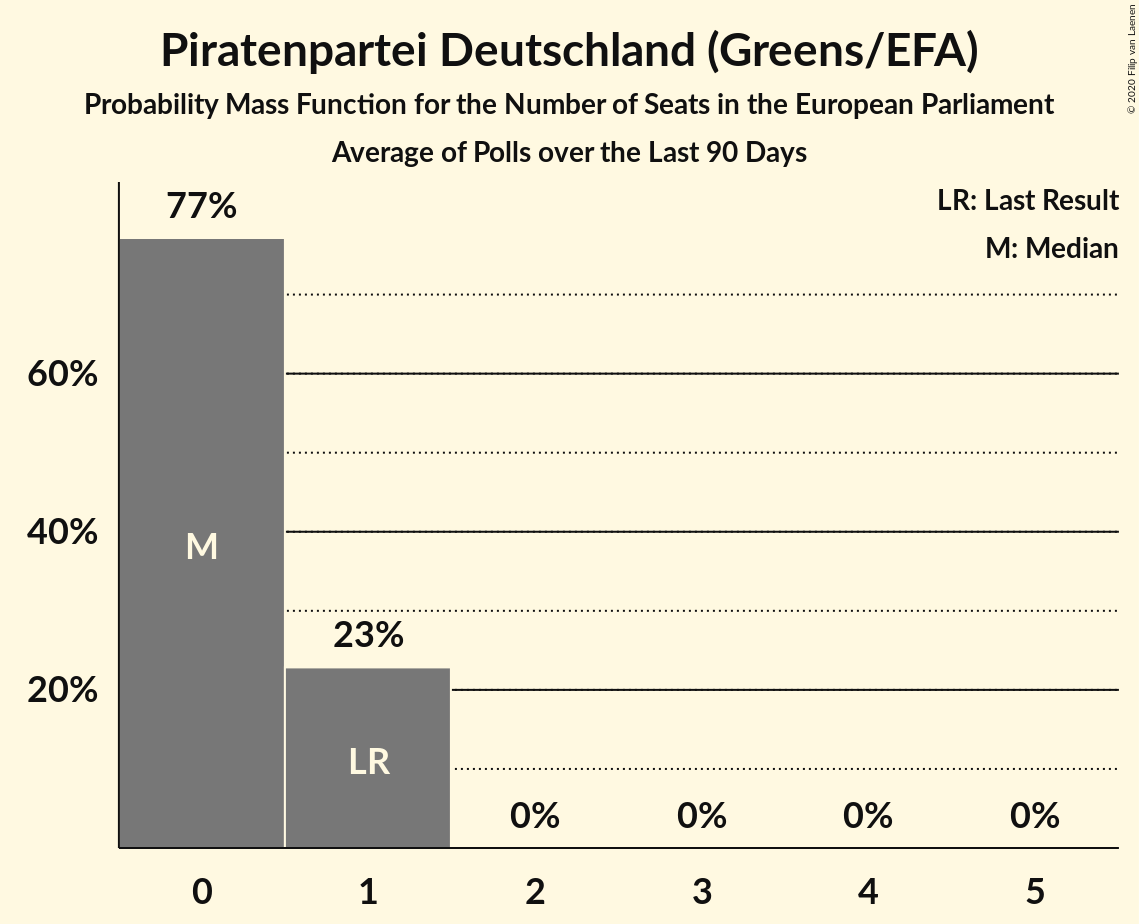 Piratenpartei Deutschland (Greens/EFA)
Probability Mass Function for the Number of Seats in the European Parliament
Average of Polls over the Last 90 Days
© 2020 Filip van Laenen
LR: Last Result
M: Median
77%
60%
40%
M
23%
20%
LR
0% 0% 0% 0%
0 1 2 3 4 5